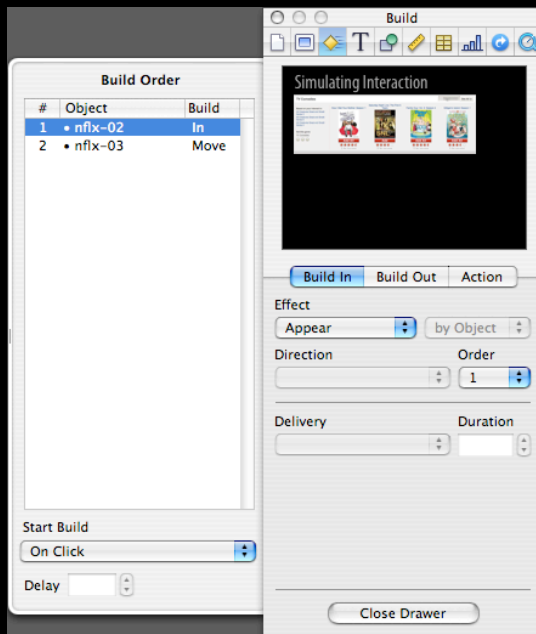 Build
Build Order
# Object Build
1 • nflx-02 In
2 • nflx-03 Move
Start Build
On Click
Delay
Simulating Interaction
Build In Build Out Action
Effect
Appear by Object
Direction Order
1
Delivery Duration
Close Drawer